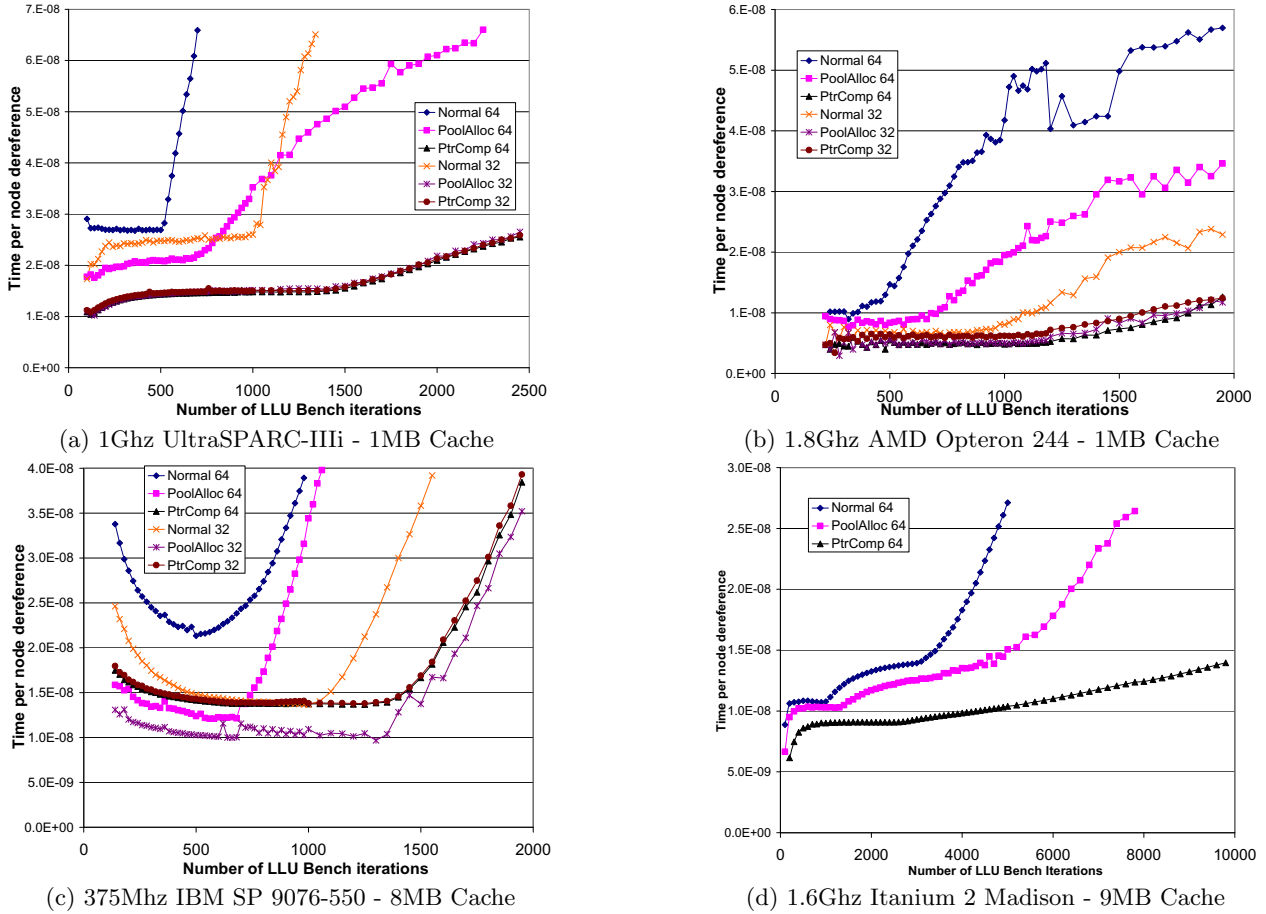 7.E-08
6.E-08
5.E-08
4.E-08
3.E-08
2.E-08
1.E-08
0.E+00
Time per node dereference
Normal 64
PoolAlloc 64
PtrComp 64
Normal 32
PoolAlloc 32
PtrComp 32
0 500 1000 1500 2000 2500
Number of LLU Bench iterations
(a) 1Ghz UltraSPARC-IIIi - 1MB Cache
6.E-08
5.E-08
4.E-08
3.E-08
2.E-08
1.E-08
0.E+00
Time per node dereference
Normal 64
PoolAlloc 64
PtrComp 64
Normal 32
PoolAlloc 32
PtrComp 32
0 500 1000 1500 2000
Number of LLU Bench iterations
(b) 1.8Ghz AMD Opteron 244 - 1MB Cache
4.0E-08
3.5E-08
3.0E-08
2.5E-08
2.0E-08
1.5E-08
1.0E-08
5.0E-09
0.0E+00
Time per node dereference
Normal 64
PoolAlloc 64
PtrComp 64
Normal 32
PoolAlloc 32
PtrComp 32
0 500 1000 1500 2000
Number of LLU Bench iterations
(c) 375Mhz IBM SP 9076-550 - 8MB Cache
3.0E-08
2.5E-08
2.0E-08
1.5E-08
1.0E-08
5.0E-09
0.0E+00
Time per node dereference
Normal 64
PoolAlloc 64
PtrComp 64
0 2000 4000 6000 8000 10000
Number of LLU Bench Iterations
(d) 1.6Ghz Itanium 2 Madison - 9MB Cache